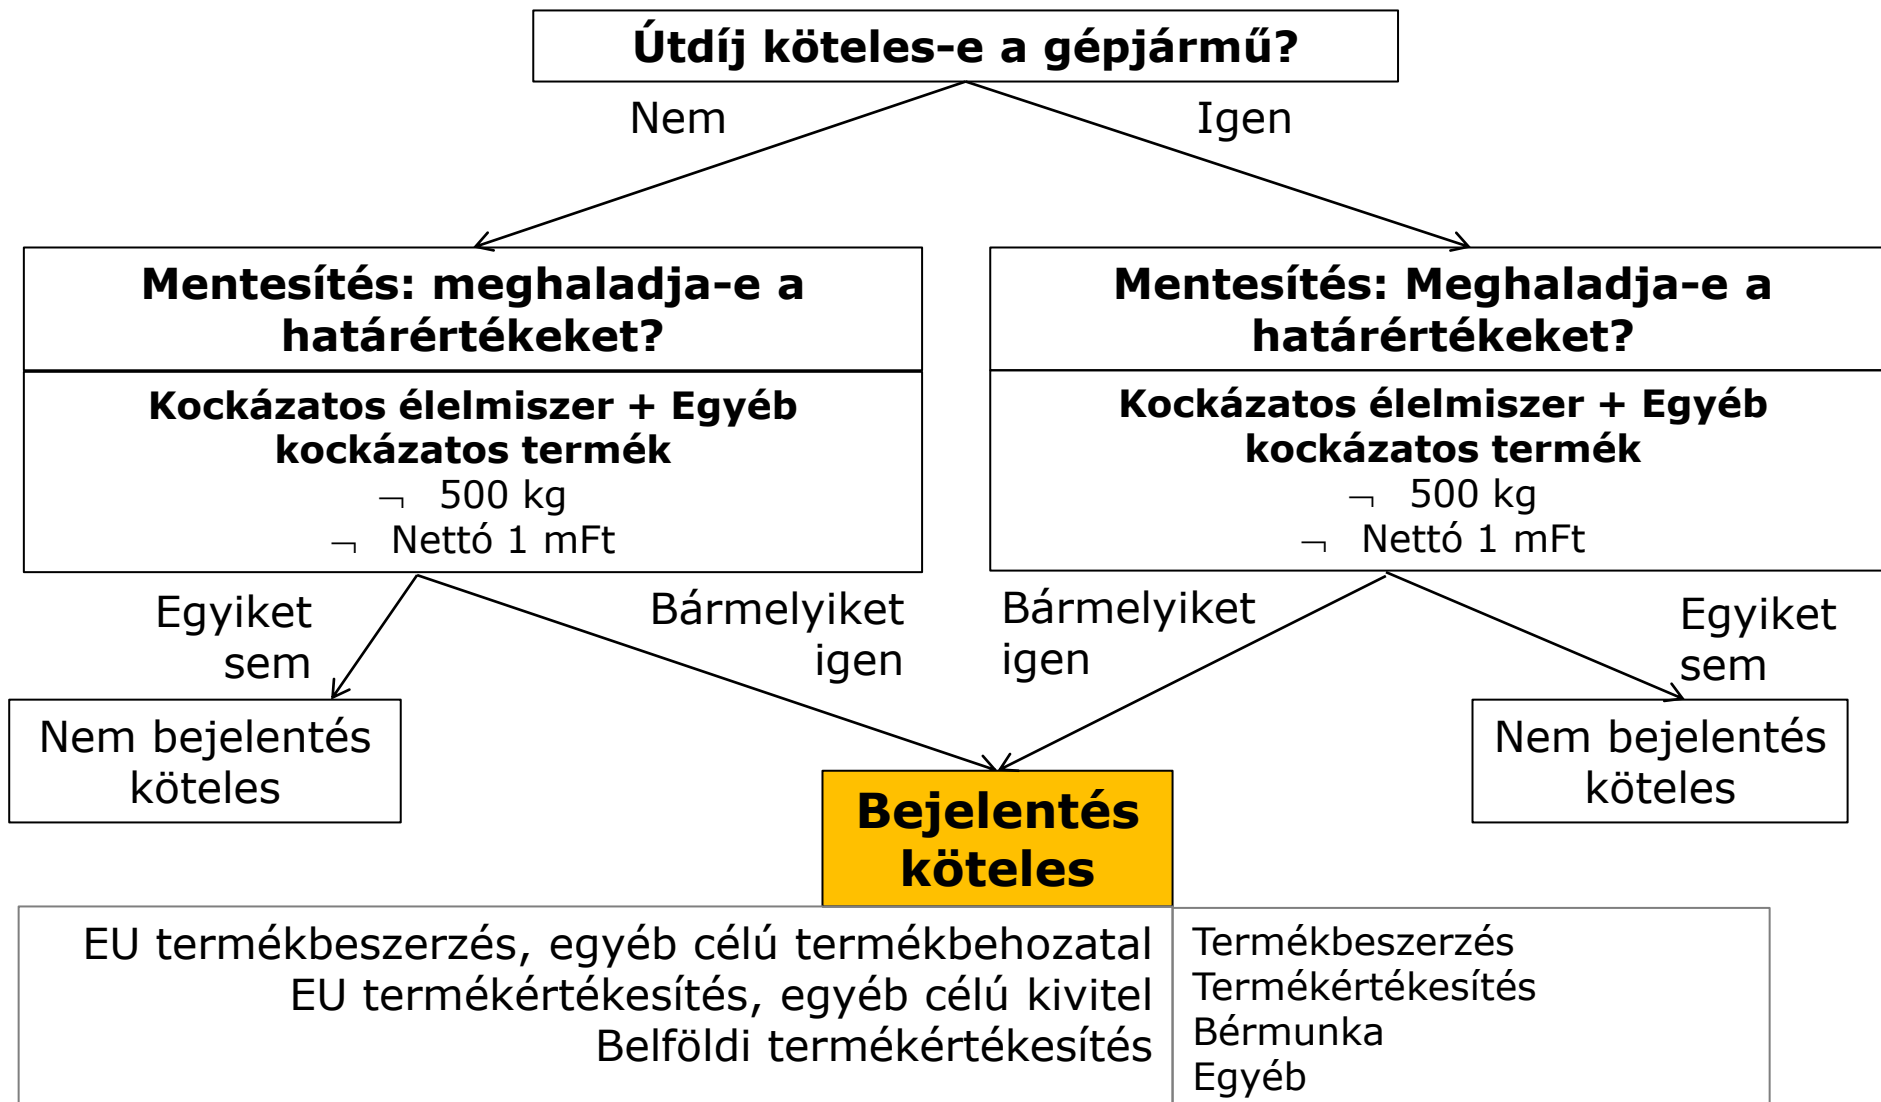 Útdíj köteles-e a gépjármű?
Nem
Igen
Mentesítés: meghaladja-e a
határértékeket?
Kockázatos élelmiszer + Egyéb
kockázatos termék
¬ 500 kg
¬ Nettó 1 mFt
Mentesítés: Meghaladja-e a
határértékeket?
Kockázatos élelmiszer + Egyéb
kockázatos termék
¬ 500 kg
¬ Nettó 1 mFt
Egyiket
sem
Bármelyiket
igen
Bármelyiket
igen
Egyiket
sem
Nem bejelentés
köteles
Bejelentés
köteles
Nem bejelentés
köteles
EU termékbeszerzés, egyéb célú termékbehozatal
EU termékértékesítés, egyéb célú kivitel
Belföldi termékértékesítés
Termékbeszerzés
Termékértékesítés
Bérmunka
Egyéb